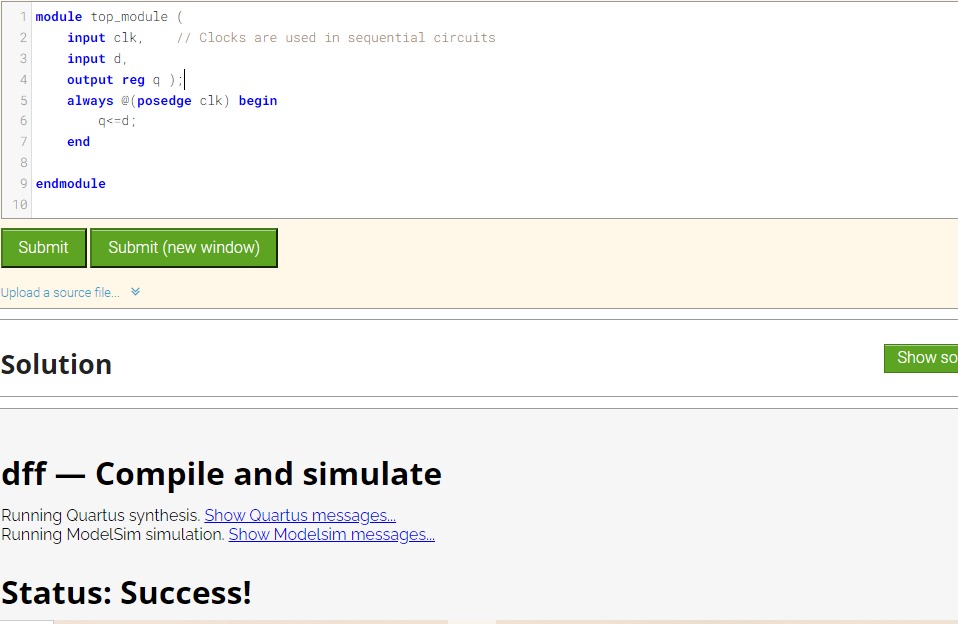 1 module top_module (
2 input clk, // Clocks are used in sequential circuits
3 input d,
4 output reg q );
5 always @(posedge clk) begin
6 q<=d;
7 end
8
9 endmodule
10
Submit Submit (new window)
Upload a source file...
Solution Show so
dff — Compile and simulate
Running Quartus synthesis. Show Quartus messages...
Running ModelSim simulation. Show Modelsim messages...
Status: Success!